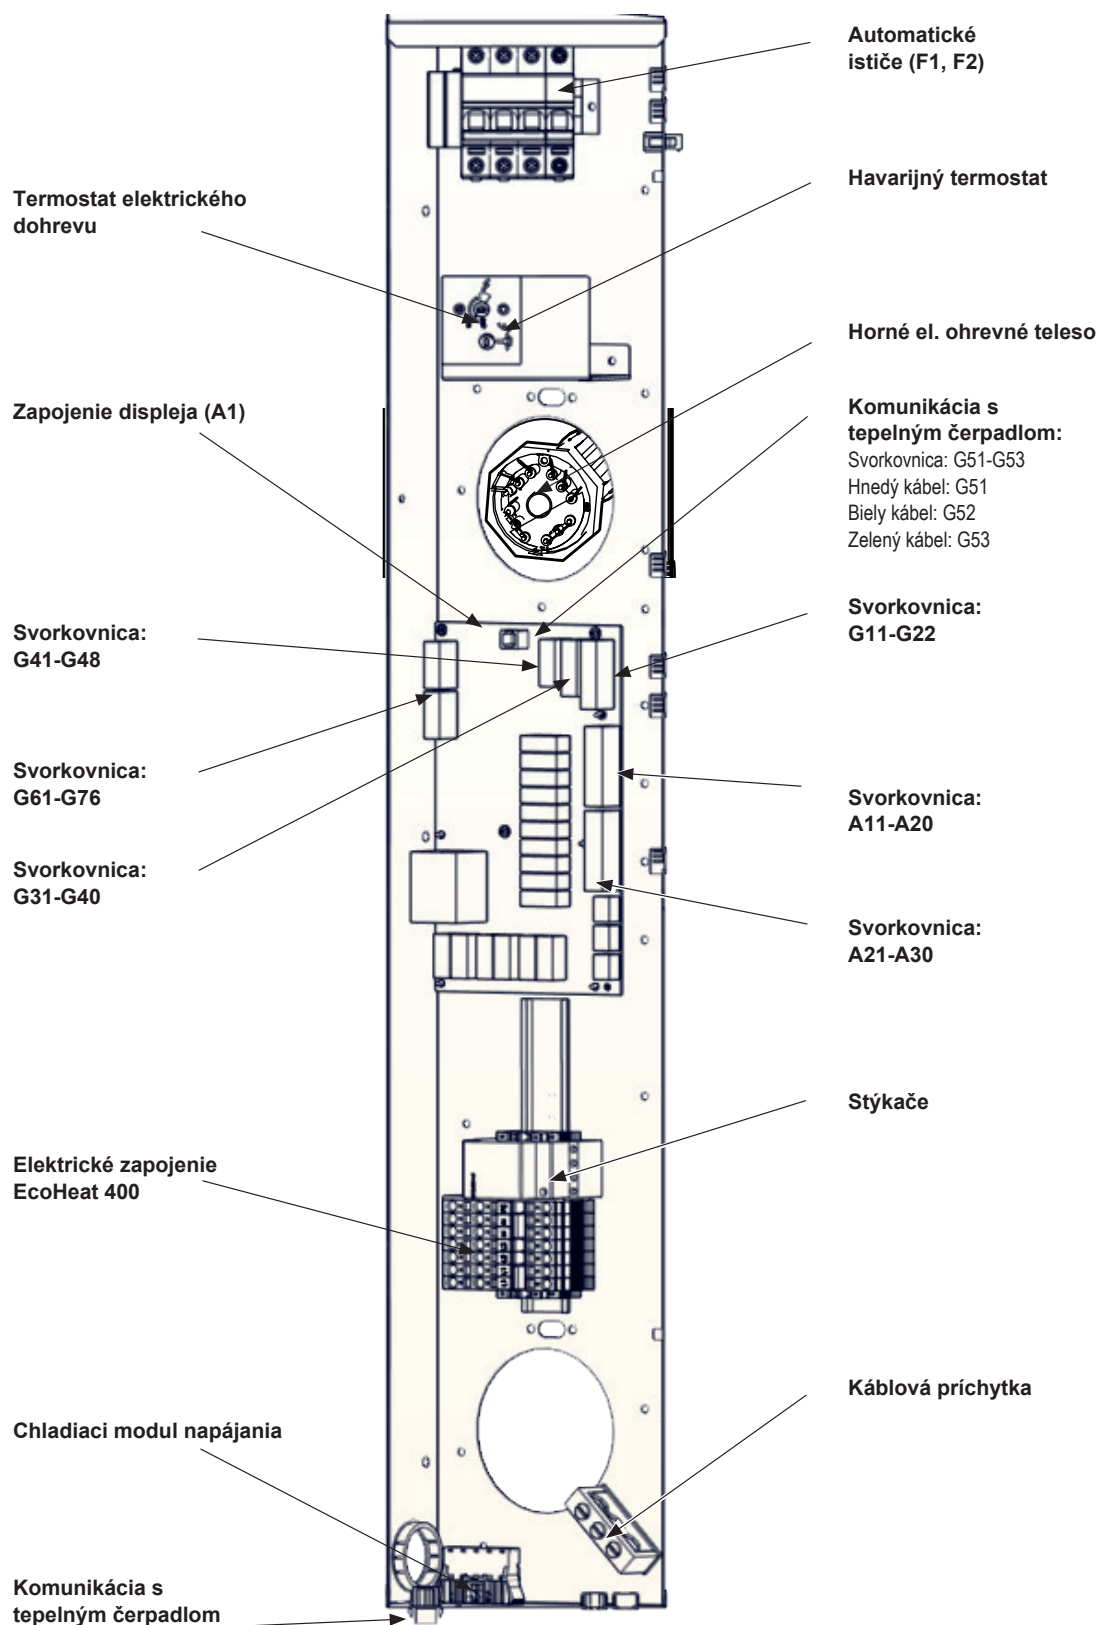 Automatické
ističe (F1, F2)
Havarijný termostat
Termostat elektrického
dohrevu
Horné el. ohrevné teleso
Zapojenie displeja (A1)
Komunikácia s
tepelným čerpadlom:
Svorkovnica: G51-G53
Hnedý kábel: G51
Biely kábel: G52
Zelený kábel: G53
Svorkovnica:
G11-G22
Svorkovnica:
G41-G48
Svorkovnica:
G61-G76
Svorkovnica:
A11-A20
Svorkovnica:
G31-G40
Svorkovnica:
A21-A30
Stýkače
Elektrické zapojenie
EcoHeat 400
Káblová príchytka
Chladiaci modul napájania
Komunikácia s
tepelným čerpadlom